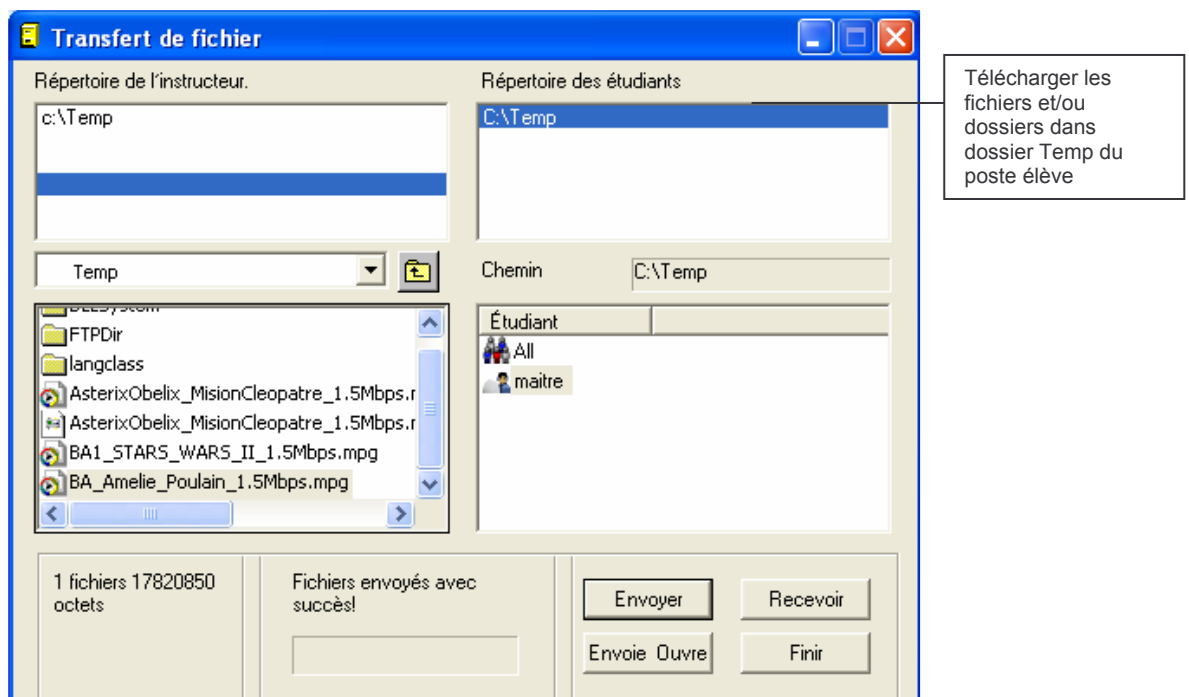 Transfert de fichier
Répertoire de l'instructeur.
Répertoire des étudiants
c:\Temp
C:\Temp
Télécharger les
fichiers et/ou
dossiers dans
dossier Temp du
poste élève
Temp
Chemin
C:\Temp
FTPDir
langclass
AsterixObelix_MisionCleopatre_1.5Mbps.r
AsterixObelix_MisionCleopatre_1.5Mbps.r
BA1_STARS_WARS_II_1.5Mbps.mpg
BA_Amelie_Poulain_1.5Mbps.mpg
Étudiant
All
maitre
1 fichiers 17820850
octets
Fichiers envoyés avec
succès!
Envoyer
Recevoir
Envoie Ouvre
Finir